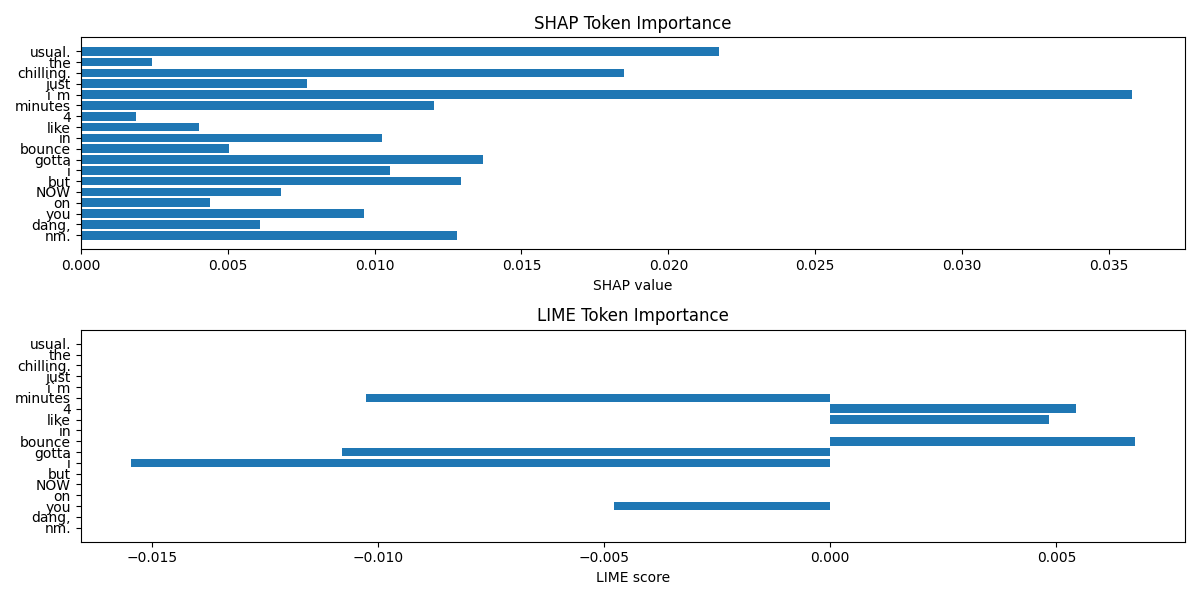 SHAP Token Importance
usual.
the
chilling.
just
i´m
minutes
4
like
in
bounce
gotta
i
but
NOW
on
you
dang,
nm.
0.000 0.005 0.010 0.015 0.020 0.025 0.030 0.035
SHAP value
LIME Token Importance
usual.
the
chilling.
just
i´m
minutes
4
like
in
bounce
gotta
i
but
NOW
on
you
dang,
nm.
−0.015 −0.010 −0.005 0.000 0.005
LIME score